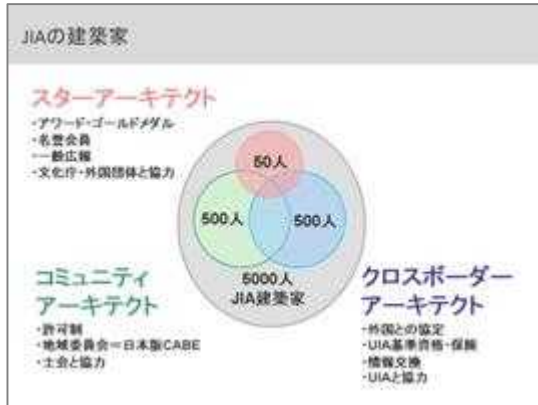 JIAの建築家
スターアーキテクト
・アワード・ゴールドメダル
・名誉会員
・一般広報
・文化庁・外国団体と協力
50人
500人
500人
5000人
JIA建築家
コミュニティ
アーキテクト
・許可制
・地域委員会＝日本版CABE
・士会と協力
クロスボーダー
アーキテクト
・外国との協定
・UIA基準資格・保険
・情報交換
・UIAと協力